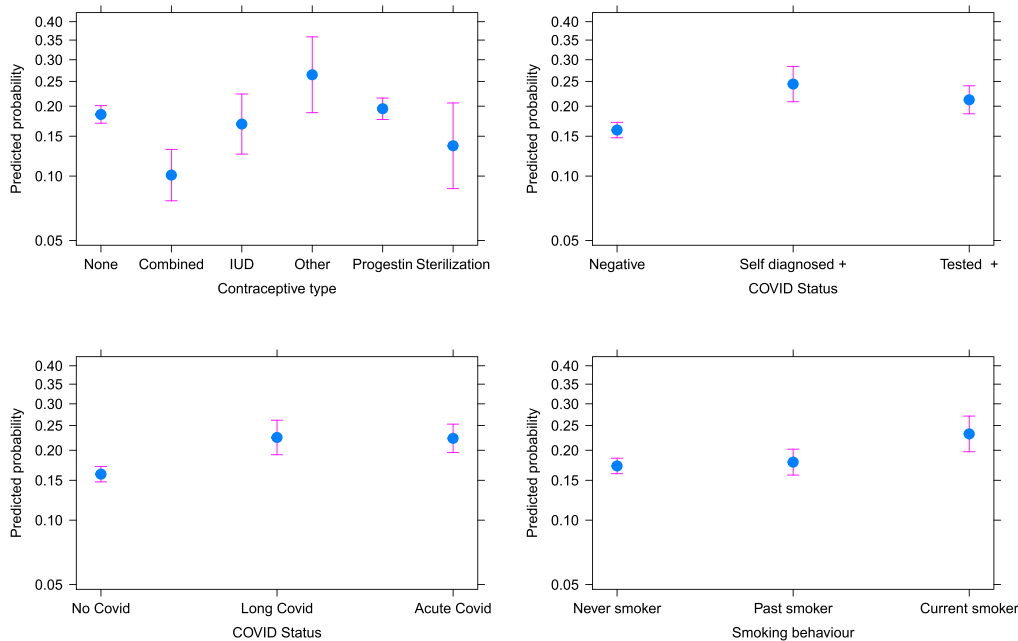 0.40
0.35
0.30
0.25
0.20
0.15
0.10
0.05
Predicted probability
None Combined IUD Other Progestin Sterilization
Contraceptive type
0.40
0.35
0.30
0.25
0.20
0.15
0.10
0.05
Predicted probability
Negative Self diagnosed + Tested +
COVID Status
0.40
0.35
0.30
0.25
0.20
0.15
0.10
0.05
Predicted probability
No Covid Long Covid Acute Covid
COVID Status
0.40
0.35
0.30
0.25
0.20
0.15
0.10
0.05
Predicted probability
Never smoker Past smoker Current smoker
Smoking behaviour